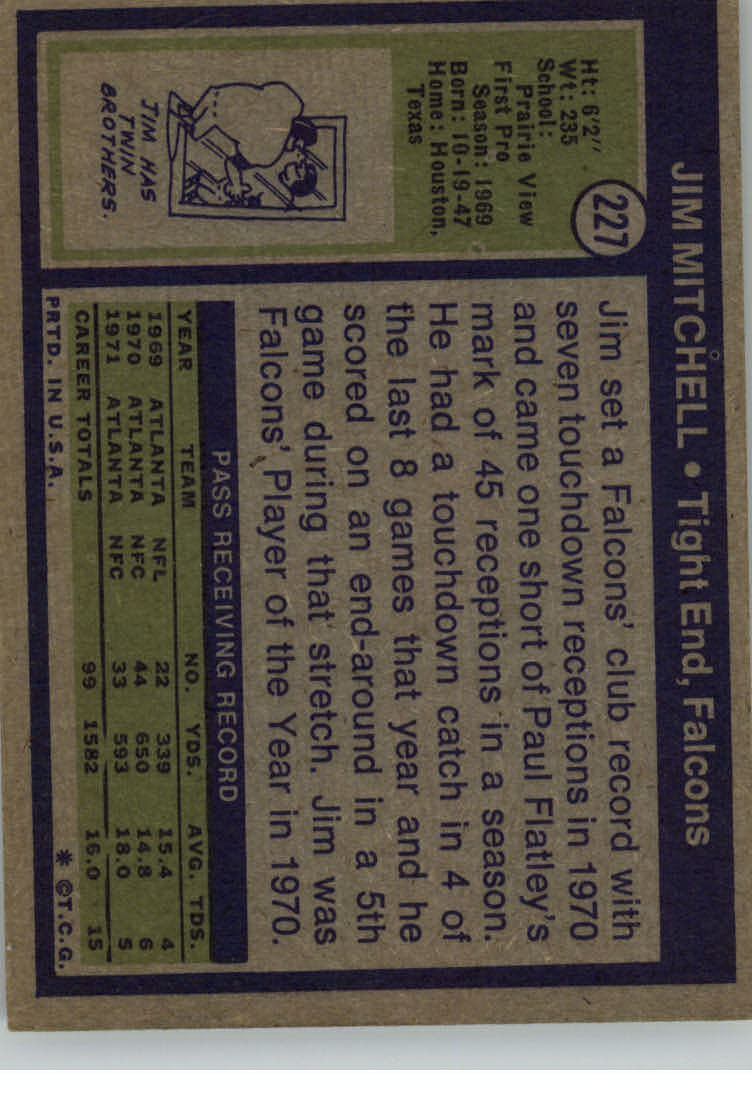 JIM MITCHELL • Tight End, Falcons
227
Ht: 6'2"
Wt: 235
School:
Prairie View
First Pro
Season: 1969
Born: 10-19-47
Home: Houston,
Texas
JIM HAS
TWIN
BROTHERS.
Jim set a Falcons' club record with
seven touchdown receptions in 1970
and came one short of Paul Flatley's
mark of 45 receptions in a season.
He had a touchdown catch in 4 of
the last 8 games that year and he
scored on an end-around in a 5th
game during that stretch. Jim was
Falcons' Player of the Year in 1970.
PASS RECEIVING RECORD
YEAR TEAM NO. YDS. AVG. TDS.
1969 ATLANTA NFL 22 339 15.4 4
1970 ATLANTA NFC 44 650 14.8 6
1971 ATLANTA NFC 33 593 18.0 5
CAREER TOTALS 99 1582 16.0 15
PRTD. IN U.S.A. * ©T.C.G.